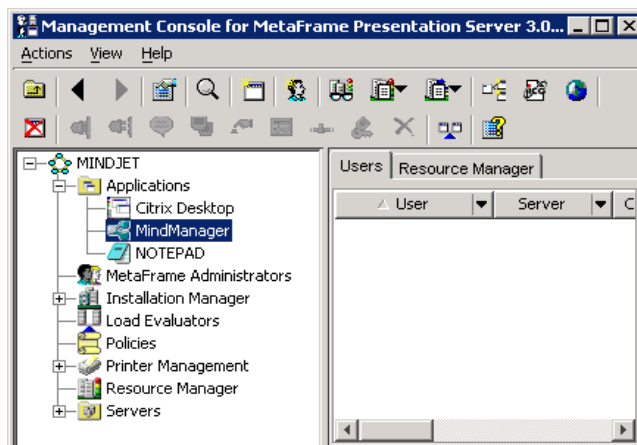 Management Console for MetaFrame Presentation Server 3.0...
Actions View Help
MINDJET
Applications
Citrix Desktop
MindManager
NOTEPAD
MetaFrame Administrators
Installation Manager
Load Evaluators
Policies
Printer Management
Resource Manager
Servers
Users Resource Manager
User Server C